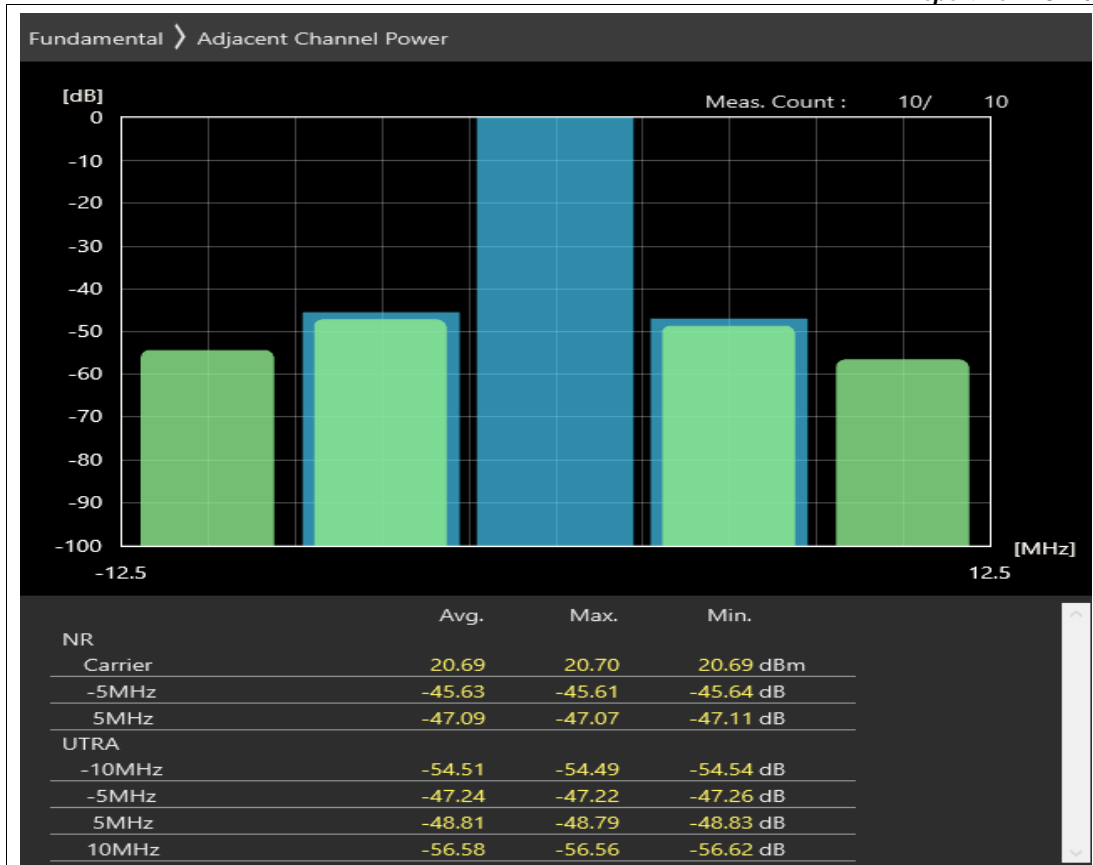 Fundamental ❯ Adjacent Channel Power
[dB]
Meas. Count : 10/ 10
0
-10
-20
-30
-40
-50
-60
-70
-80
-90
-100
[MHz]
-12.5 12.5
Avg. Max. Min.
NR
Carrier 20.69 20.70 20.69 dBm
-5MHz -45.63 -45.61 -45.64 dB
5MHz -47.09 -47.07 -47.11 dB
UTRA
-10MHz -54.51 -54.49 -54.54 dB
-5MHz -47.24 -47.22 -47.26 dB
5MHz -48.81 -48.79 -48.83 dB
10MHz -56.58 -56.56 -56.62 dB